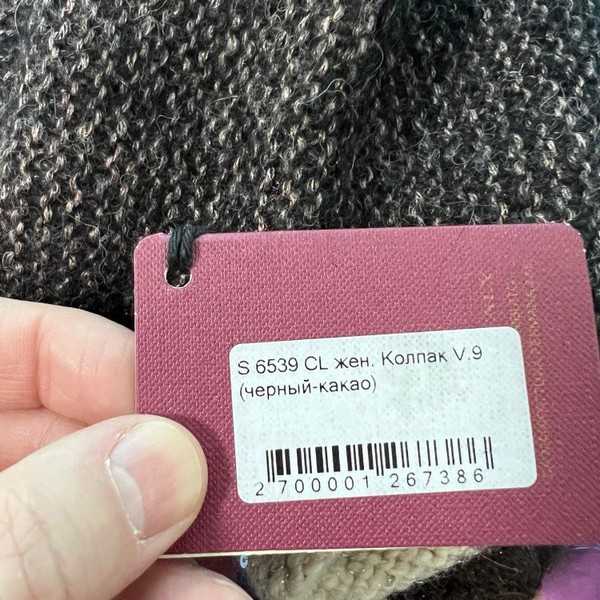 S 6539 CL жен. Колпак V.9
(черный-какао)
2 700001 267386